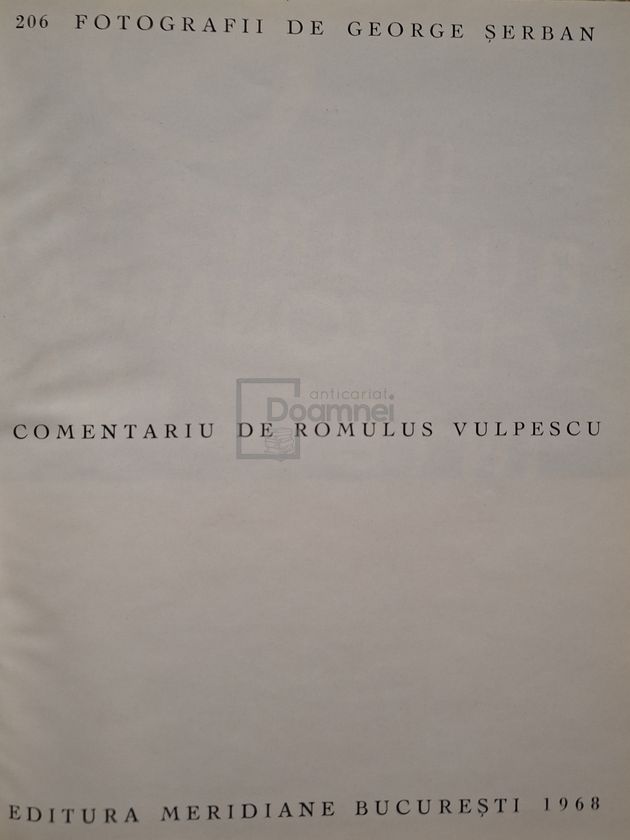 206 FOTOGRAFII DE GEORGE ȘERBAN
anticariat
Doamnei
COMENTARIU DE ROMULUS VULPESCU
EDITURA MERIDIANE BUCUREȘTI 1968